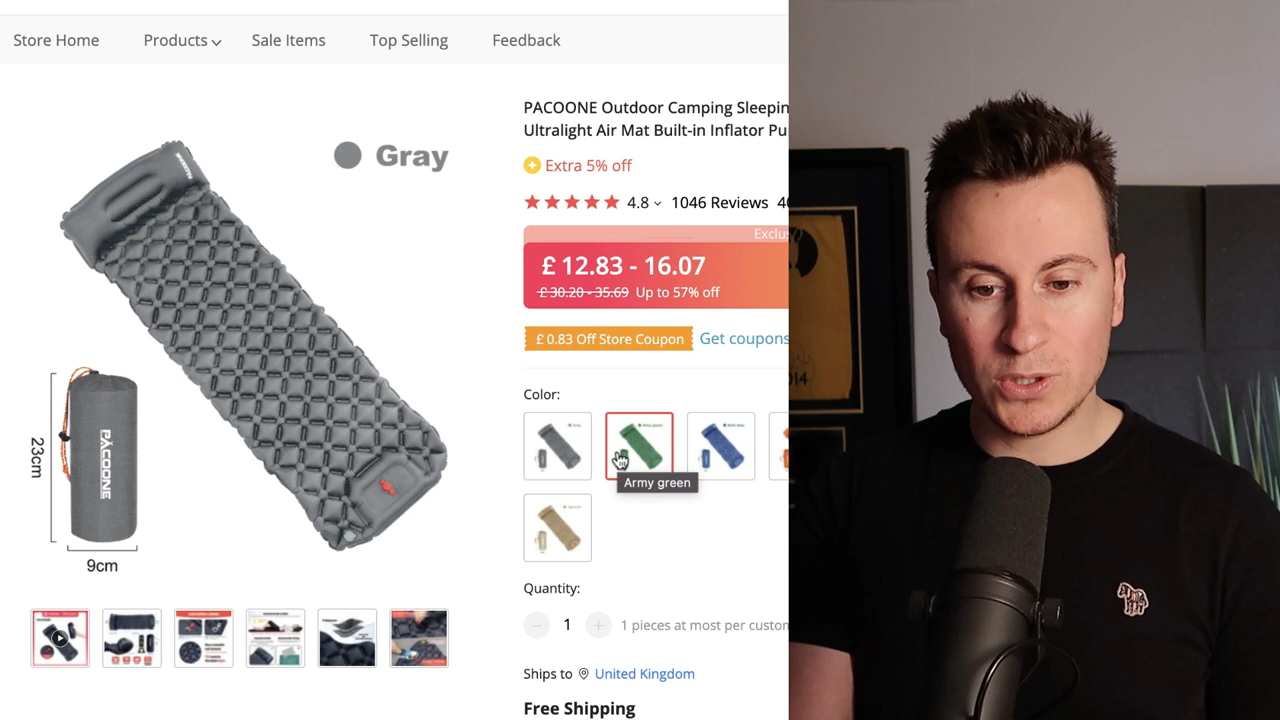 Store Home
Products
Sale Items
Top Selling
Feedback
Gray
23cm
PACOONE
9cm
PACOONE Outdoor Camping Sleepin
Ultralight Air Mat Built-in Inflator Pu
Extra 5% off
4.8
1046 Reviews
Exclu
£ 12.83 - 16.07
£ 30.20 - 35.69 Up to 57% off
£ 0.83 Off Store Coupon
Get coupons
Color:
Army green
Quantity:
1
1 pieces at most per custon
Ships to
United Kingdom
Free Shipping